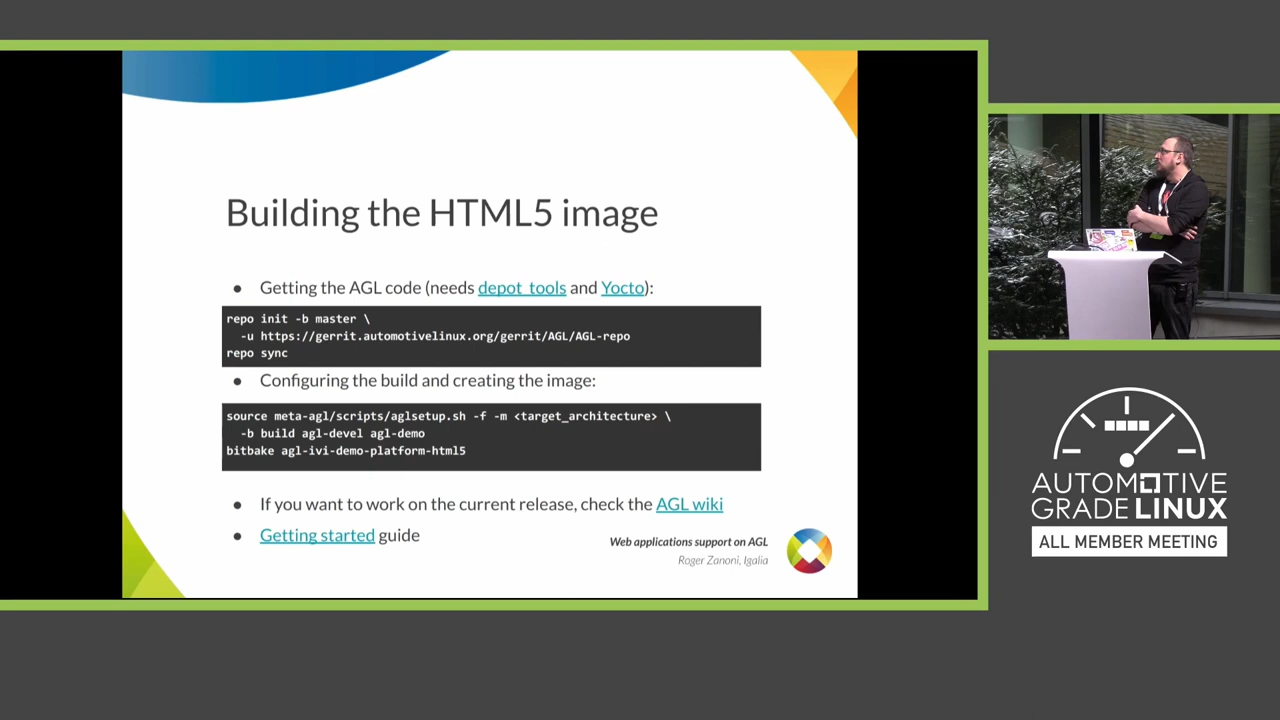 Building the HTML5 image
● Getting the AGL code (needs depot_tools and Yocto):
repo init -b master \
-u https://gerrit.automotivelinux.org/gerrit/AGL/AGL-repo
repo sync
● Configuring the build and creating the image:
source meta-agl/scripts/aglsetup.sh -f -m <target_architecture> \
-b build agl-devel agl-demo
bitbake agl-ivi-demo-platform-html5
● If you want to work on the current release, check the AGL wiki
● Getting started guide
Web applications support on AGL
Roger Zanoni, Igalia
AUTOMOTIVE
GRADE LINUX
ALL MEMBER MEETING